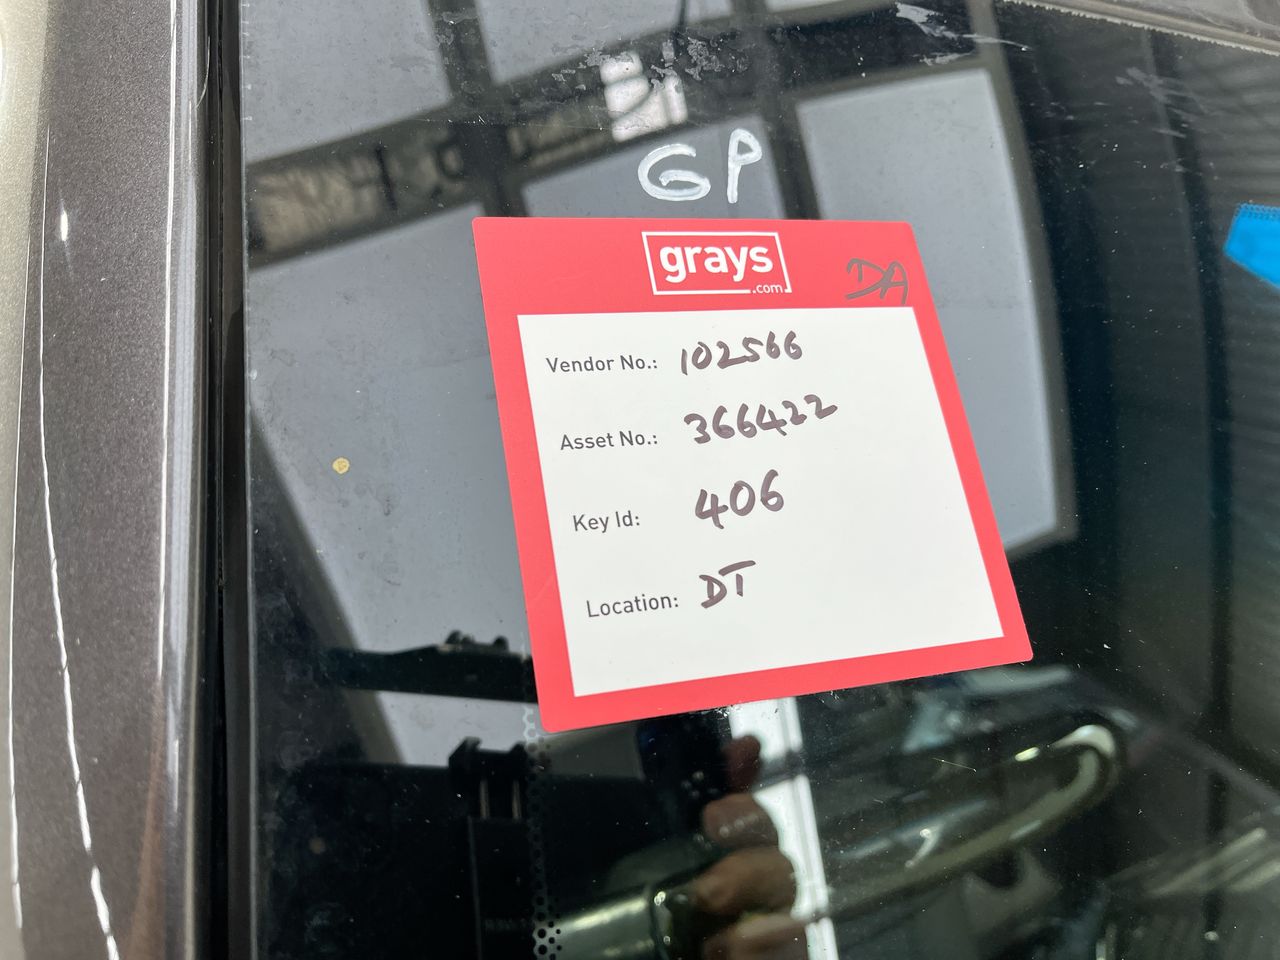 GP
grays
.com
DA
Vendor No.: 102566
Asset No.: 366422
Key Id: 406
Location: DT